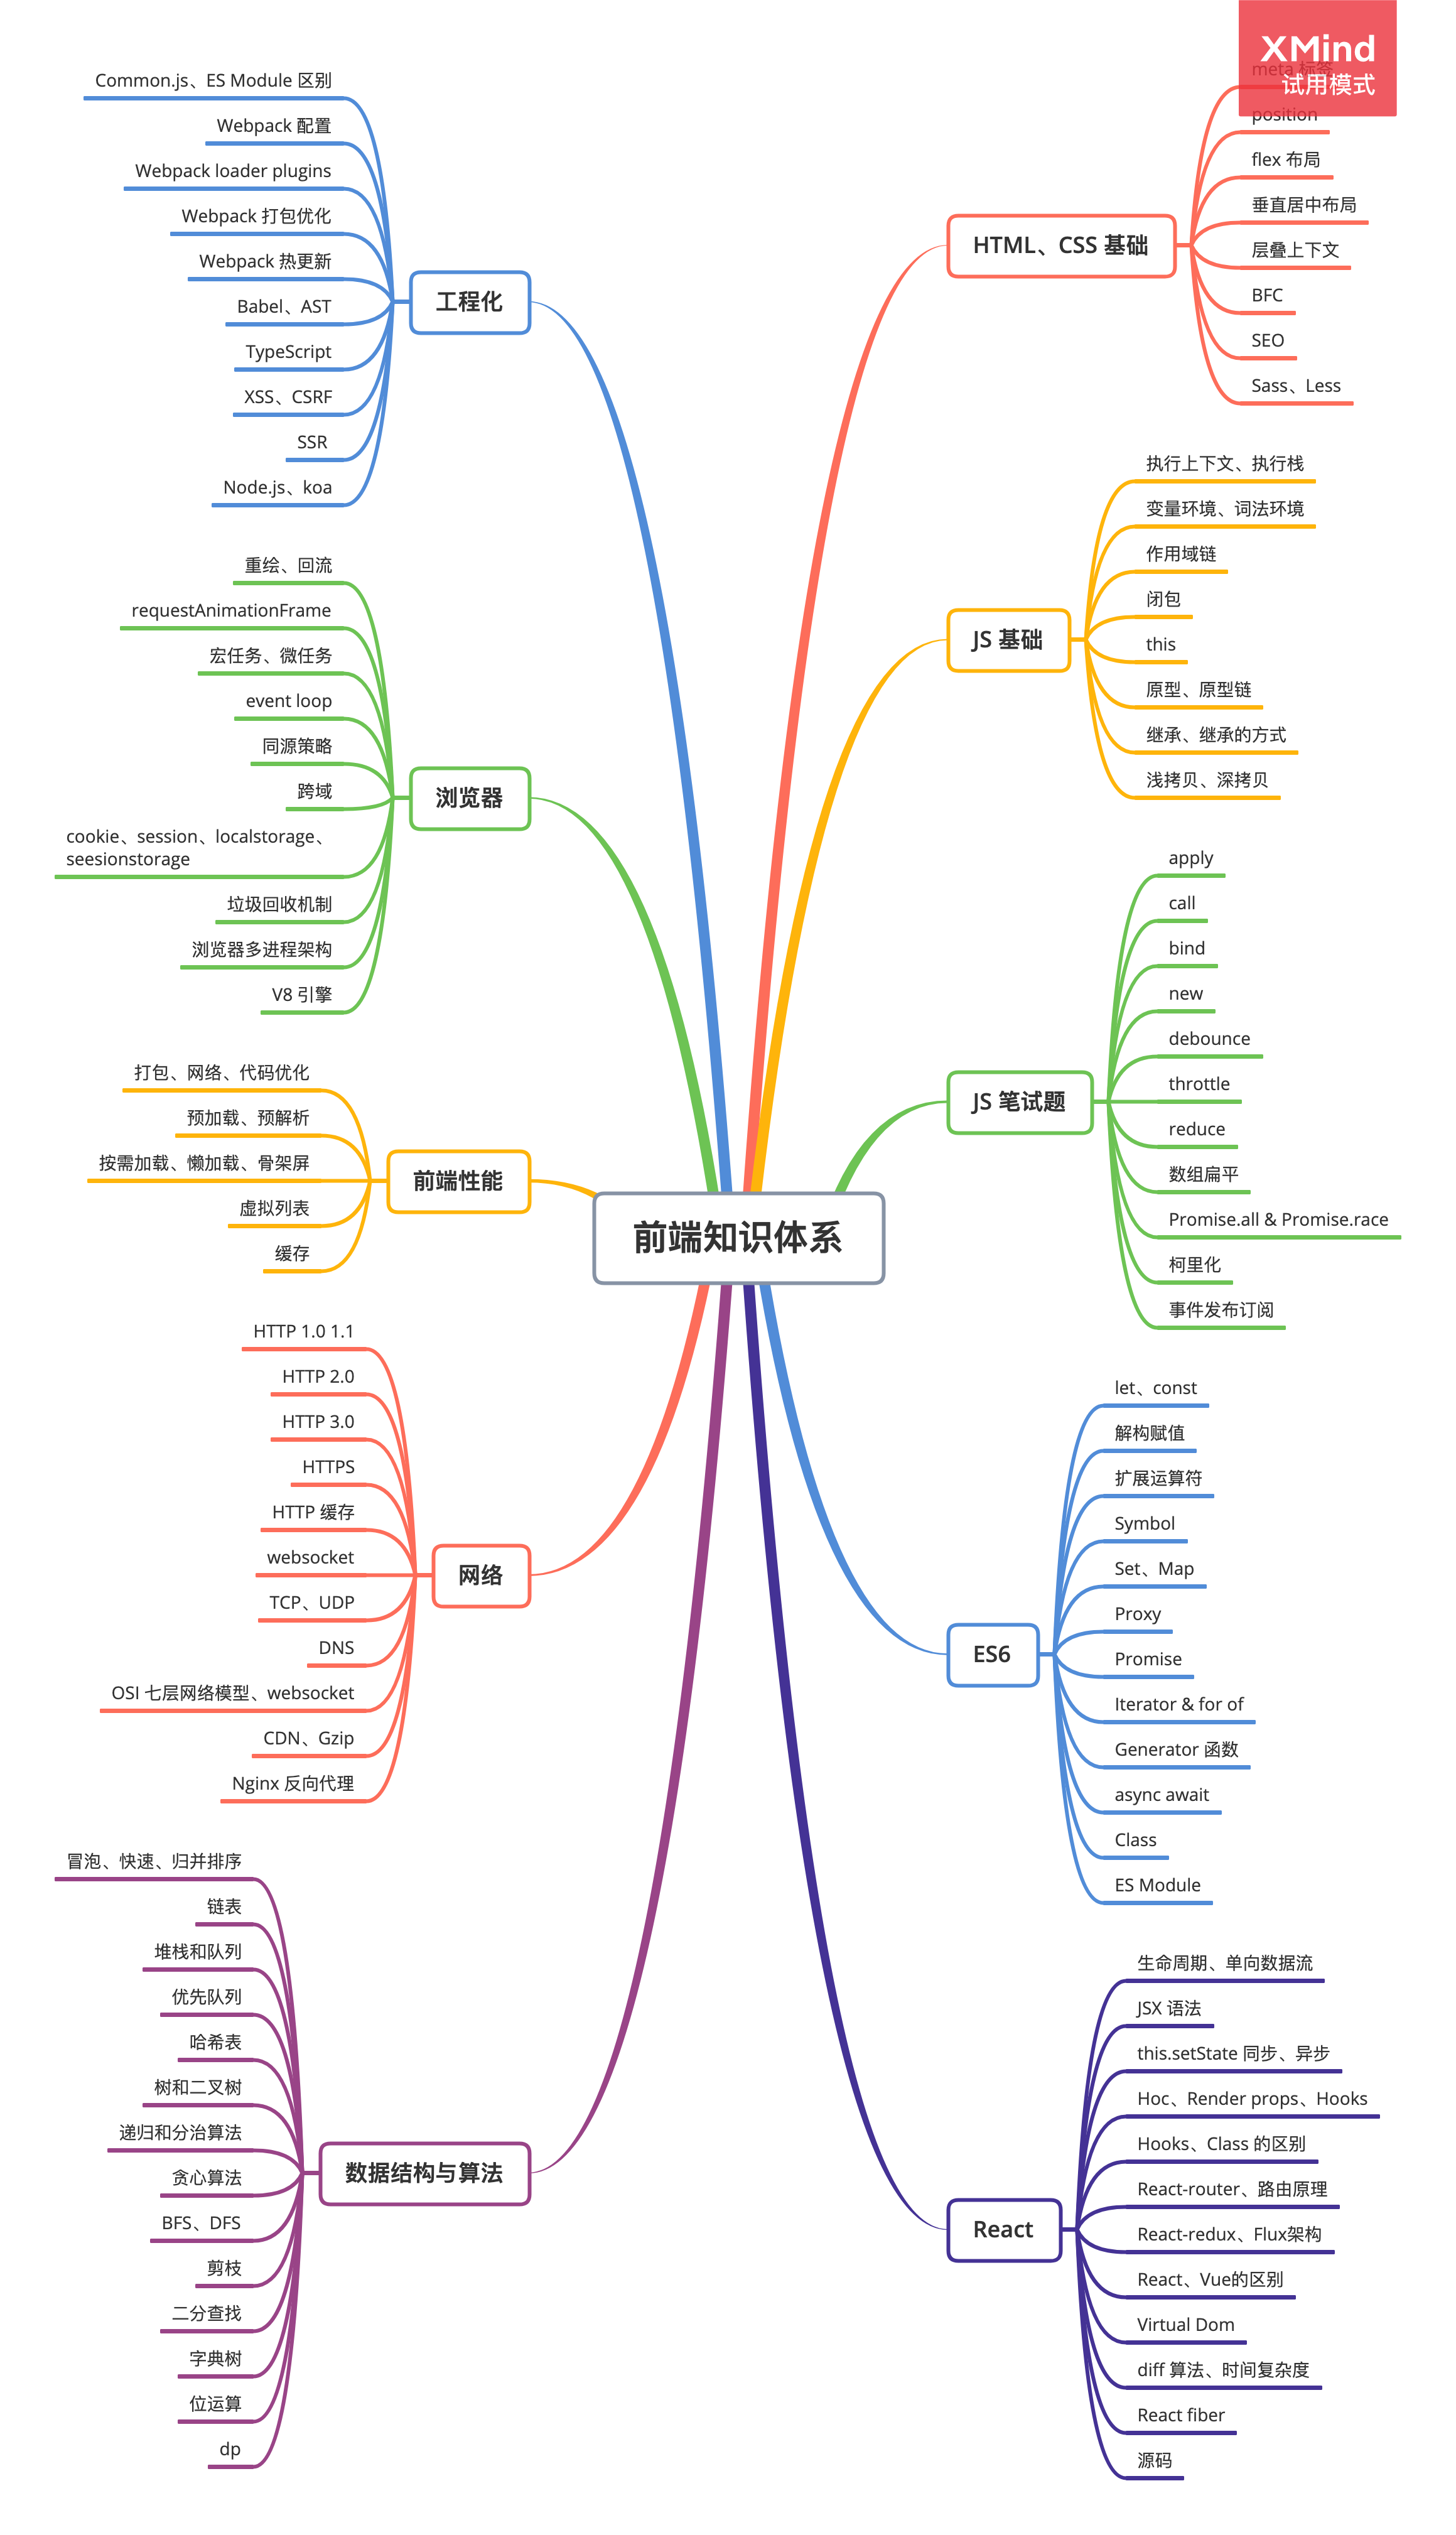 XMind
试用模式
meta 标签
position
flex 布局
垂直居中布局
层叠上下文
BFC
SEO
Sass、Less
HTML、CSS 基础
执行上下文、执行栈
变量环境、词法环境
作用域链
闭包
this
原型、原型链
继承、继承的方式
浅拷贝、深拷贝
JS 基础
apply
call
bind
new
debounce
throttle
reduce
数组扁平
Promise.all & Promise.race
柯里化
事件发布订阅
JS 笔试题
let、const
解构赋值
扩展运算符
Symbol
Set、Map
Proxy
Promise
Iterator & for of
Generator 函数
async await
Class
ES Module
ES6
生命周期、单向数据流
JSX 语法
this.setState 同步、异步
Hoc、Render props、Hooks
Hooks、Class 的区别
React-router、路由原理
React-redux、Flux架构
React、Vue的区别
Virtual Dom
diff 算法、时间复杂度
React fiber
源码
React
前端知识体系
Common.js、ES Module 区别
Webpack 配置
Webpack loader plugins
Webpack 打包优化
Webpack 热更新
Babel、AST
TypeScript
XSS、CSRF
SSR
Node.js、koa
工程化
重绘、回流
requestAnimationFrame
宏任务、微任务
event loop
同源策略
跨域
cookie、session、localstorage、
seesionstorage
垃圾回收机制
浏览器多进程架构
V8 引擎
浏览器
打包、网络、代码优化
预加载、预解析
按需加载、懒加载、骨架屏
虚拟列表
缓存
前端性能
HTTP 1.0 1.1
HTTP 2.0
HTTP 3.0
HTTPS
HTTP 缓存
websocket
TCP、UDP
DNS
OSI 七层网络模型、websocket
CDN、Gzip
Nginx 反向代理
网络
冒泡、快速、归并排序
链表
堆栈和队列
优先队列
哈希表
树和二叉树
递归和分治算法
贪心算法
BFS、DFS
剪枝
二分查找
字典树
位运算
dp
数据结构与算法